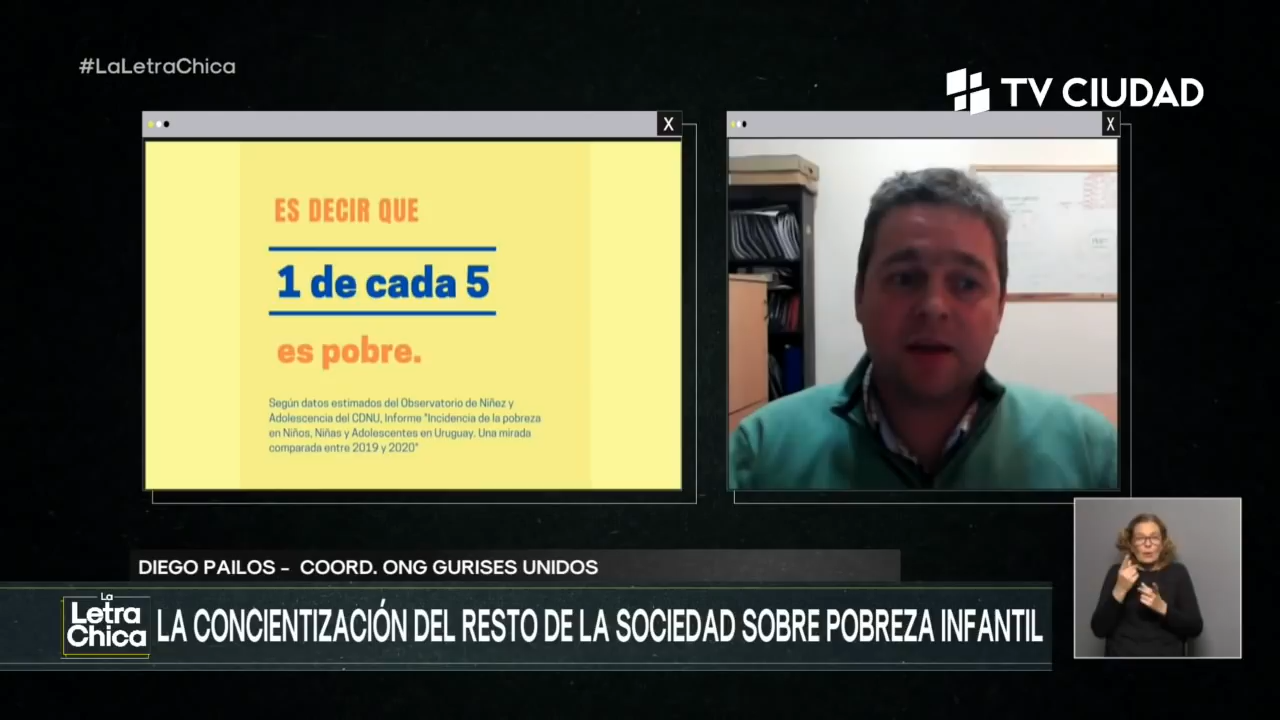 #LaLetraChica
TV CIUDAD
X
X
ES DECIR QUE
1 de cada 5
es pobre.
Según datos estimados del Observatorio de Niñez y
Adolescencia del CDNU, Informe "Incidencia de la pobreza
en Niños, Niñas y Adolescentes en Uruguay. Una mirada
comparada entre 2019 y 2020"
DIEGO PAILOS - COORD. ONG GURISES UNIDOS
La
Letra
Chica
LA CONCIENTIZACIÓN DEL RESTO DE LA SOCIEDAD SOBRE POBREZA INFANTIL